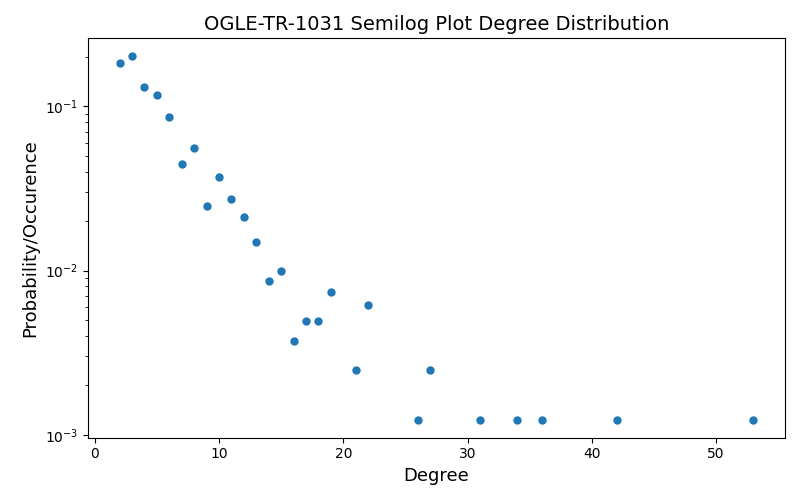 OGLE-TR-1031 Semilog Plot Degree Distribution
Probability/Occurence
10⁻¹
10⁻²
10⁻³
0 10 20 30 40 50
Degree